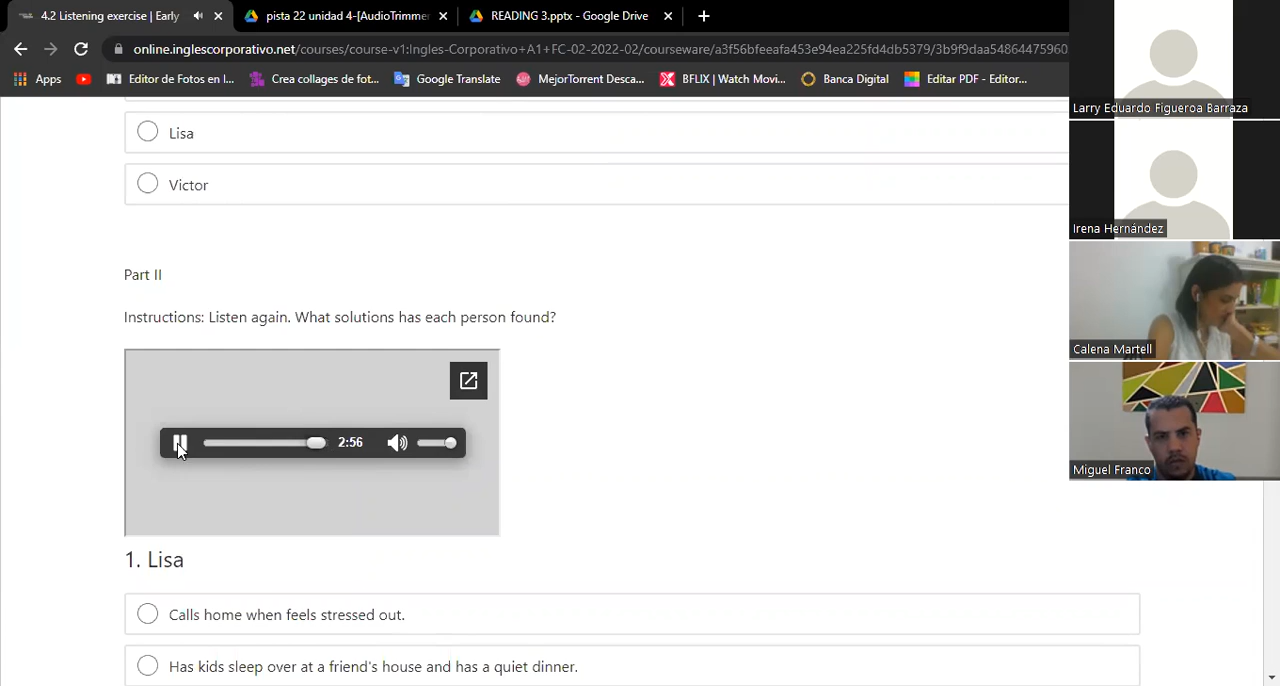 4.2 Listening exercise | Early
pista 22 unidad 4-[AudioTrimmer
READING 3.pptx - Google Drive
online.inglescorporativo.net/courses/course-v1:Ingles-Corporativo+A1+FC-02-2022-02/courseware/a3f56bfeeafa453e94ea225fd4db5379/3b9f9daa54864475960
Apps
Editor de Fotos en l...
Crea collages de fot...
Google Translate
MejorTorrent Desca...
BFLIX | Watch Movi...
Banca Digital
Editar PDF - Editor...
Larry Eduardo Figueroa Barraza
Irena Hernández
Calena Martell
Miguel Franco
Lisa
Victor
Part II
Instructions: Listen again. What solutions has each person found?
2:56
1. Lisa
Calls home when feels stressed out.
Has kids sleep over at a friend's house and has a quiet dinner.